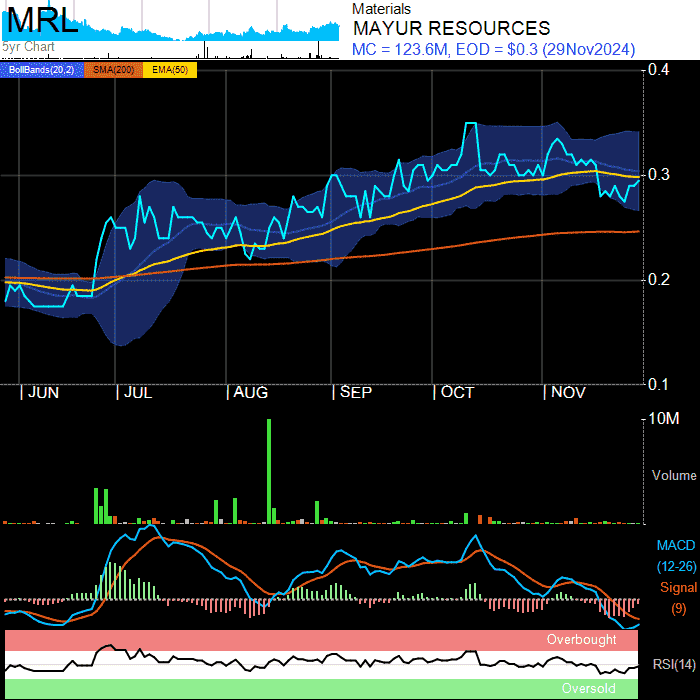 MRL
5yr Chart
Materials
MAYUR RESOURCES
MC = 123.6M, EOD = $0.3 (29Nov2024)
BollBands(20,2) SMA(200) EMA(50)
0.4
0.3
0.2
0.1
| JUN | JUL | AUG | SEP | OCT | NOV
10M
Volume
MACD
(12-26)
Signal
(9)
Overbought
RSI(14)
Oversold